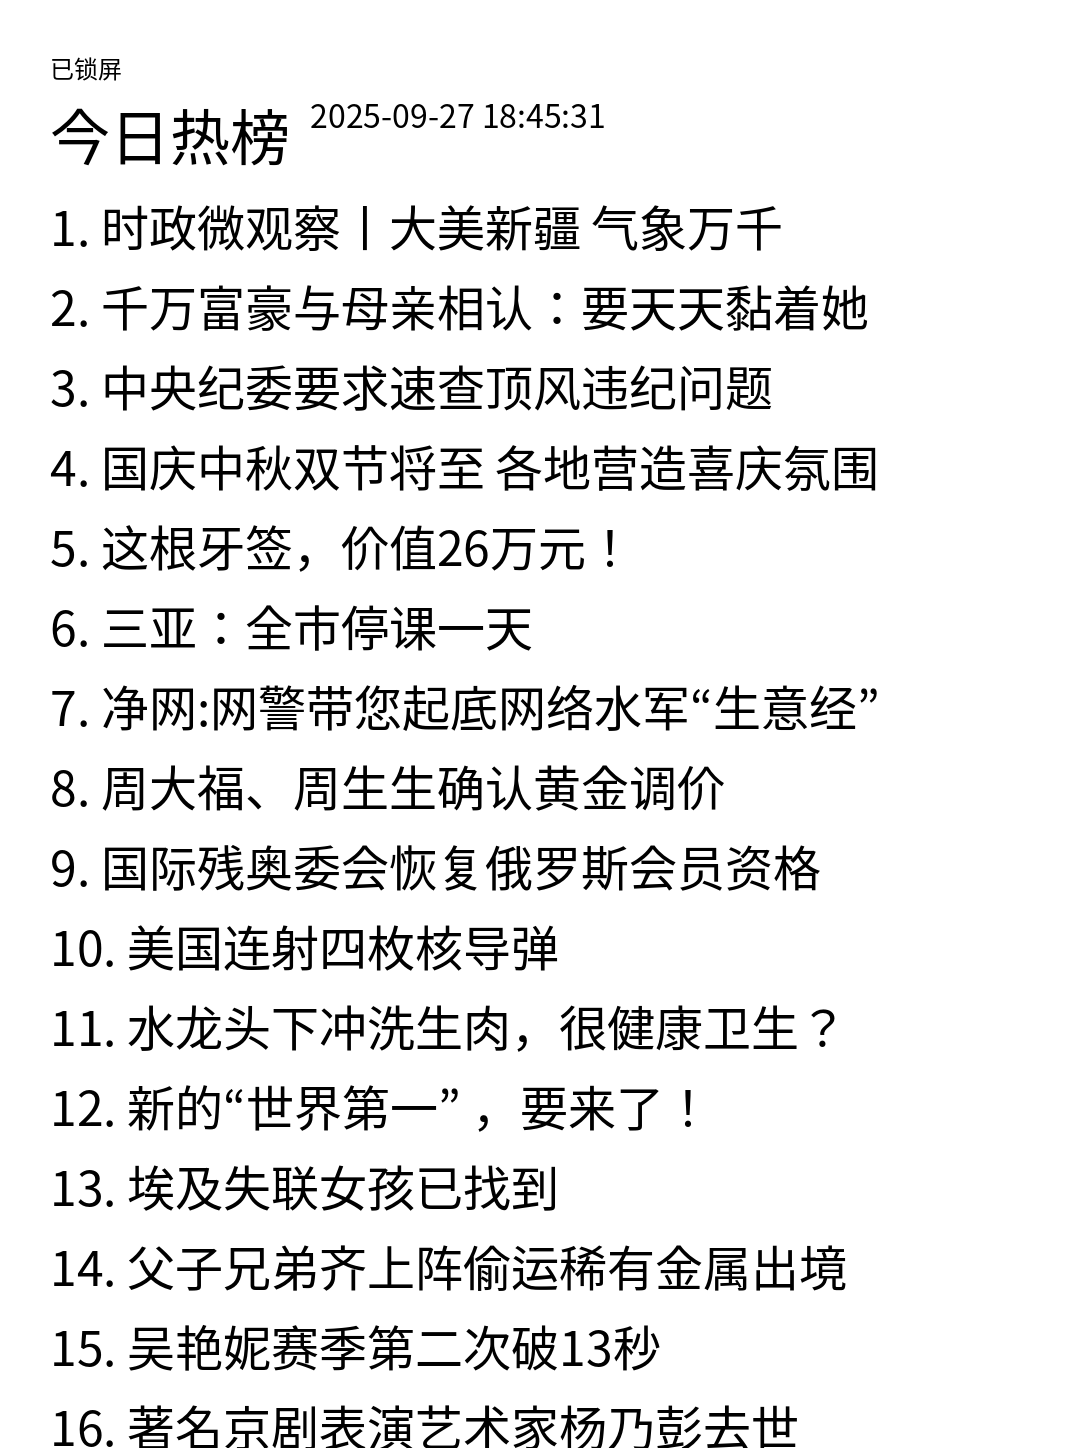 已锁屏
今日热榜 2025-09-27 18:45:31
1. 时政微观察丨大美新疆 气象万千
2. 千万富豪与母亲相认：要天天黏着她
3. 中央纪委要求速查顶风违纪问题
4. 国庆中秋双节将至 各地营造喜庆氛围
5. 这根牙签，价值26万元！
6. 三亚：全市停课一天
7. 净网:网警带您起底网络水军“生意经”
8. 周大福、周生生确认黄金调价
9. 国际残奥委会恢复俄罗斯会员资格
10. 美国连射四枚核导弹
11. 水龙头下冲洗生肉，很健康卫生？
12. 新的“世界第一” ，要来了！
13. 埃及失联女孩已找到
14. 父子兄弟齐上阵偷运稀有金属出境
15. 吴艳妮赛季第二次破13秒
16. 著名京剧表演艺术家杨乃彭去世